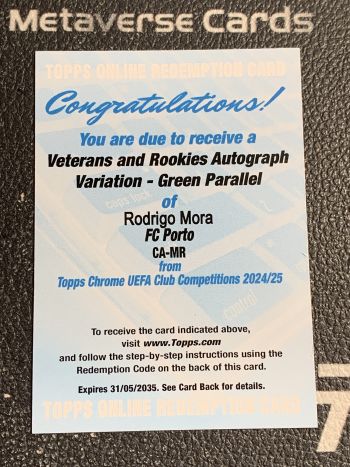 Metaverse Cards
TOPPS ONLINE REDEMPTION CARD
Congratulations!
You are due to receive a
Veterans and Rookies Autograph
Variation - Green Parallel
of
Rodrigo Mora
FC Porto
CA-MR
from
Topps Chrome UEFA Club Competitions 2024/25
To receive the card indicated above,
visit www.Topps.com
and follow the step-by-step instructions using the
Redemption Code on the back of this card.
Expires 31/05/2035. See Card Back for details.
TOPPS ONLINE REDEMPTION CARD
caps lock
control